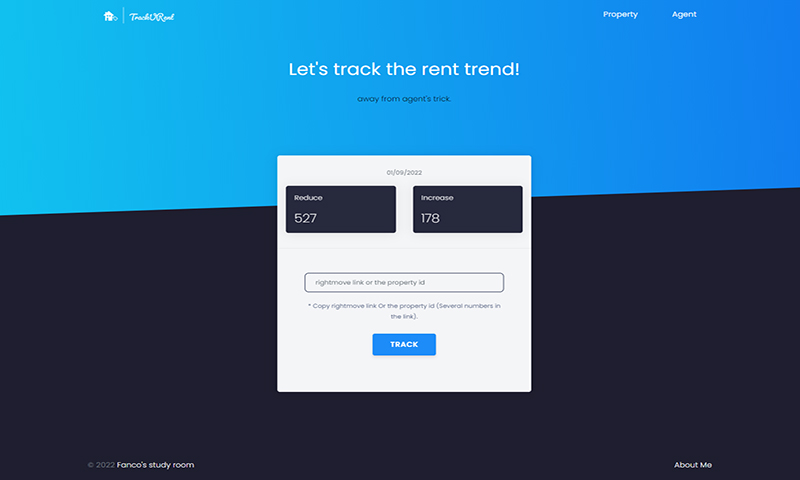 TrackURent
Property
Agent
Let's track the rent trend!
away from agent's trick.
01/09/2022
Reduce
527
Increase
178
rightmove link or the property id
* Copy rightmove link Or the property id (Several numbers in
the link).
TRACK
© 2022 Fanco's study room
About Me